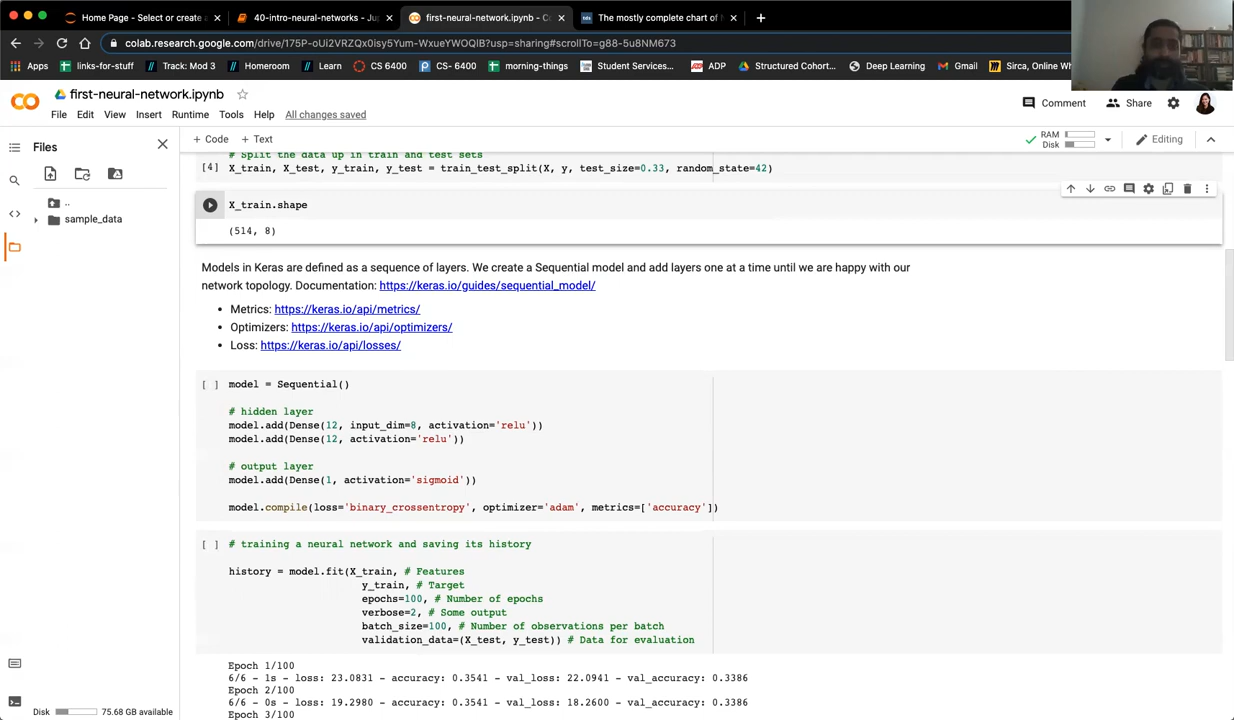 Home Page - Select or create a
40-intro-neural-networks - Ju
first-neural-network.ipynb - Co
The mostly complete chart of N
colab.research.google.com/drive/175P-oUi2VRZQx0isy5Yum-WxueYWOQIB?usp=sharing#scrollTo=g88-5u8NM673
Apps
links-for-stuff
Track: Mod 3
Homeroom
Learn
CS 6400
CS- 6400
morning-things
Student Services...
ADP
Structured Cohort...
Deep Learning
Gmail
Sirca, Online
first-neural-network.ipynb
Comment
Share
File Edit View Insert Runtime Tools Help All changes saved
Files
+ Code + Text
RAM
Disk
Editing
..
sample_data
# Split the data up in train and test sets
[4] X_train, X_test, y_train, y_test = train_test_split(X, y, test_size=0.33, random_state=42)
X_train.shape
(514, 8)
Models in Keras are defined as a sequence of layers. We create a Sequential model and add layers one at a time until we are happy with our
network topology. Documentation: https://keras.io/guides/sequential_model/
• Metrics: https://keras.io/api/metrics/
• Optimizers: https://keras.io/api/optimizers/
• Loss: https://keras.io/api/losses/
[ ] model = Sequential()
# hidden layer
model.add(Dense(12, input_dim=8, activation='relu'))
model.add(Dense(12, activation='relu'))
# output layer
model.add(Dense(1, activation='sigmoid'))
model.compile(loss='binary_crossentropy', optimizer='adam', metrics=['accuracy'])
[ ] # training a neural network and saving its history
history = model.fit(X_train, # Features
y_train, # Target
epochs=100, # Number of epochs
verbose=2, # Some output
batch_size=100, # Number of observations per batch
validation_data=(X_test, y_test)) # Data for evaluation
Epoch 1/100
6/6 - 1s - loss: 23.0831 - accuracy: 0.3541 - val_loss: 22.0941 - val_accuracy: 0.3386
Epoch 2/100
6/6 - 0s - loss: 19.2980 - accuracy: 0.3541 - val_loss: 18.2600 - val_accuracy: 0.3386
Epoch 3/100
Disk 75.68 GB available